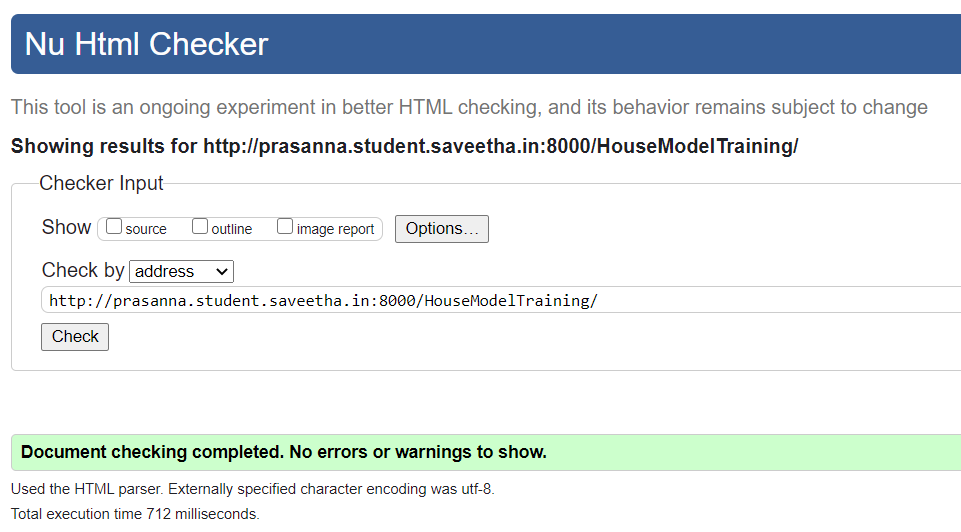 Nu Html Checker
This tool is an ongoing experiment in better HTML checking, and its behavior remains subject to change
Showing results for http://prasanna.student.saveetha.in:8000/HouseModelTraining/
Checker Input
Show source outline image report Options...
Check by address
http://prasanna.student.saveetha.in:8000/HouseModelTraining/
Check
Document checking completed. No errors or warnings to show.
Used the HTML parser. Externally specified character encoding was utf-8.
Total execution time 712 milliseconds.